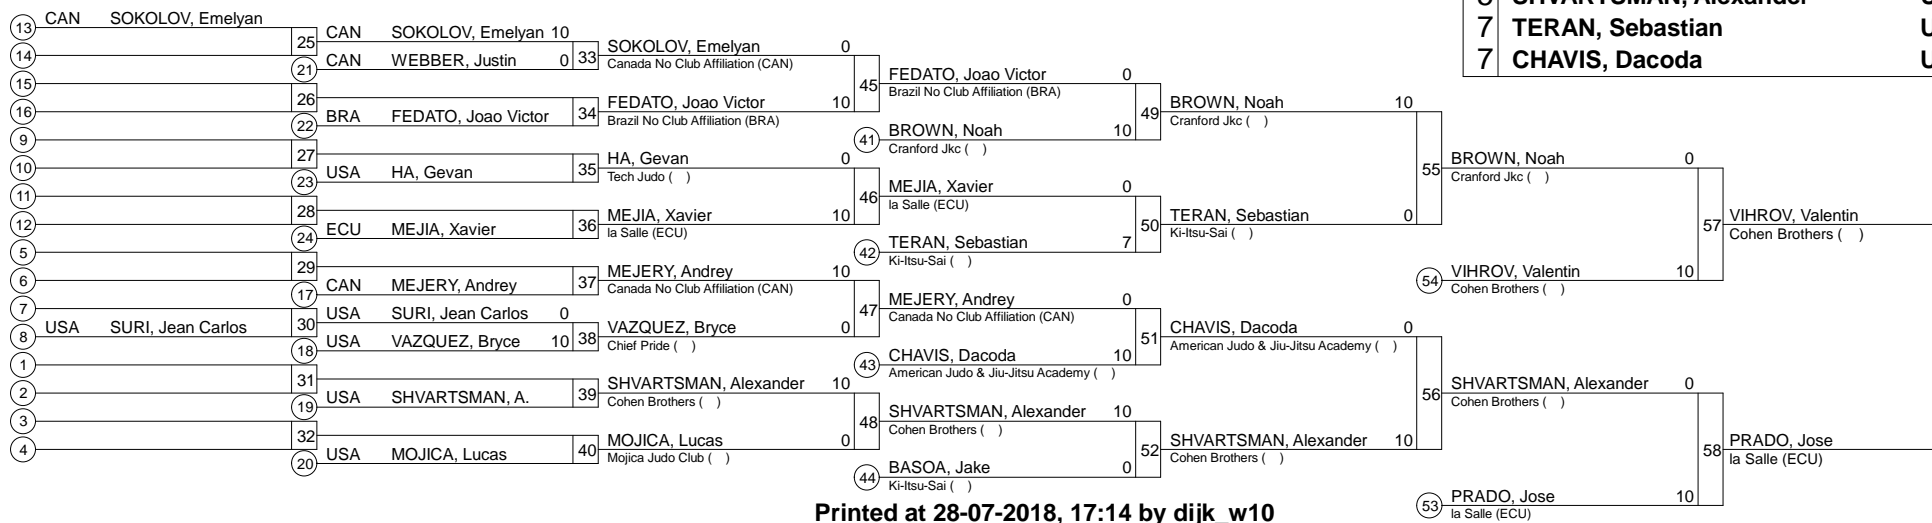 13 CAN SOKOLOV, Emelyan
14
15
16
9
10
11
12
5
6
7
8 USA SURI, Jean Carlos
1
2
3
4
25 CAN SOKOLOV, Emelyan 10
21 CAN WEBBER, Justin 0
26
22 BRA FEDATO, Joao Victor
27
23 USA HA, Gevan
28
24 ECU MEJIA, Xavier
29
17 CAN MEJERY, Andrey
30 USA SURI, Jean Carlos 0
18 USA VAZQUEZ, Bryce 10
31
19 USA SHVARTSMAN, A.
32
20 USA MOJICA, Lucas
33 SOKOLOV, Emelyan 0
Canada No Club Affiliation (CAN)
34 FEDATO, Joao Victor 10
Brazil No Club Affiliation (BRA)
35 HA, Gevan 0
Tech Judo ( )
36 MEJIA, Xavier 10
la Salle (ECU)
37 MEJERY, Andrey 10
Canada No Club Affiliation (CAN)
38 VAZQUEZ, Bryce 0
Chief Pride ( )
39 SHVARTSMAN, Alexander 10
Cohen Brothers ( )
40 MOJICA, Lucas 0
Mojica Judo Club ( )
45 FEDATO, Joao Victor 0
Brazil No Club Affiliation (BRA)
41 BROWN, Noah 10
Cranford Jkc ( )
46 MEJIA, Xavier 0
la Salle (ECU)
42 TERAN, Sebastian 7
Ki-Itsu-Sai ( )
47 MEJERY, Andrey 0
Canada No Club Affiliation (CAN)
43 CHAVIS, Dacoda 10
American Judo & Jiu-Jitsu Academy ( )
48 SHVARTSMAN, Alexander 10
Cohen Brothers ( )
44 BASOA, Jake 0
Ki-Itsu-Sai ( )
49 BROWN, Noah 10
Cranford Jkc ( )
50 TERAN, Sebastian 0
Ki-Itsu-Sai ( )
51 CHAVIS, Dacoda 0
American Judo & Jiu-Jitsu Academy ( )
52 SHVARTSMAN, Alexander 10
Cohen Brothers ( )
55 BROWN, Noah 0
Cranford Jkc ( )
54 VIHROV, Valentin 10
Cohen Brothers ( )
56 SHVARTSMAN, Alexander 0
Cohen Brothers ( )
53 PRADO, Jose 10
la Salle (ECU)
57 VIHROV, Valentin
Cohen Brothers ( )
58 PRADO, Jose
la Salle (ECU)
SHVARTSMAN, Alexander
7 TERAN, Sebastian U
7 CHAVIS, Dacoda U
Printed at 28-07-2018, 17:14 by dijk_w10